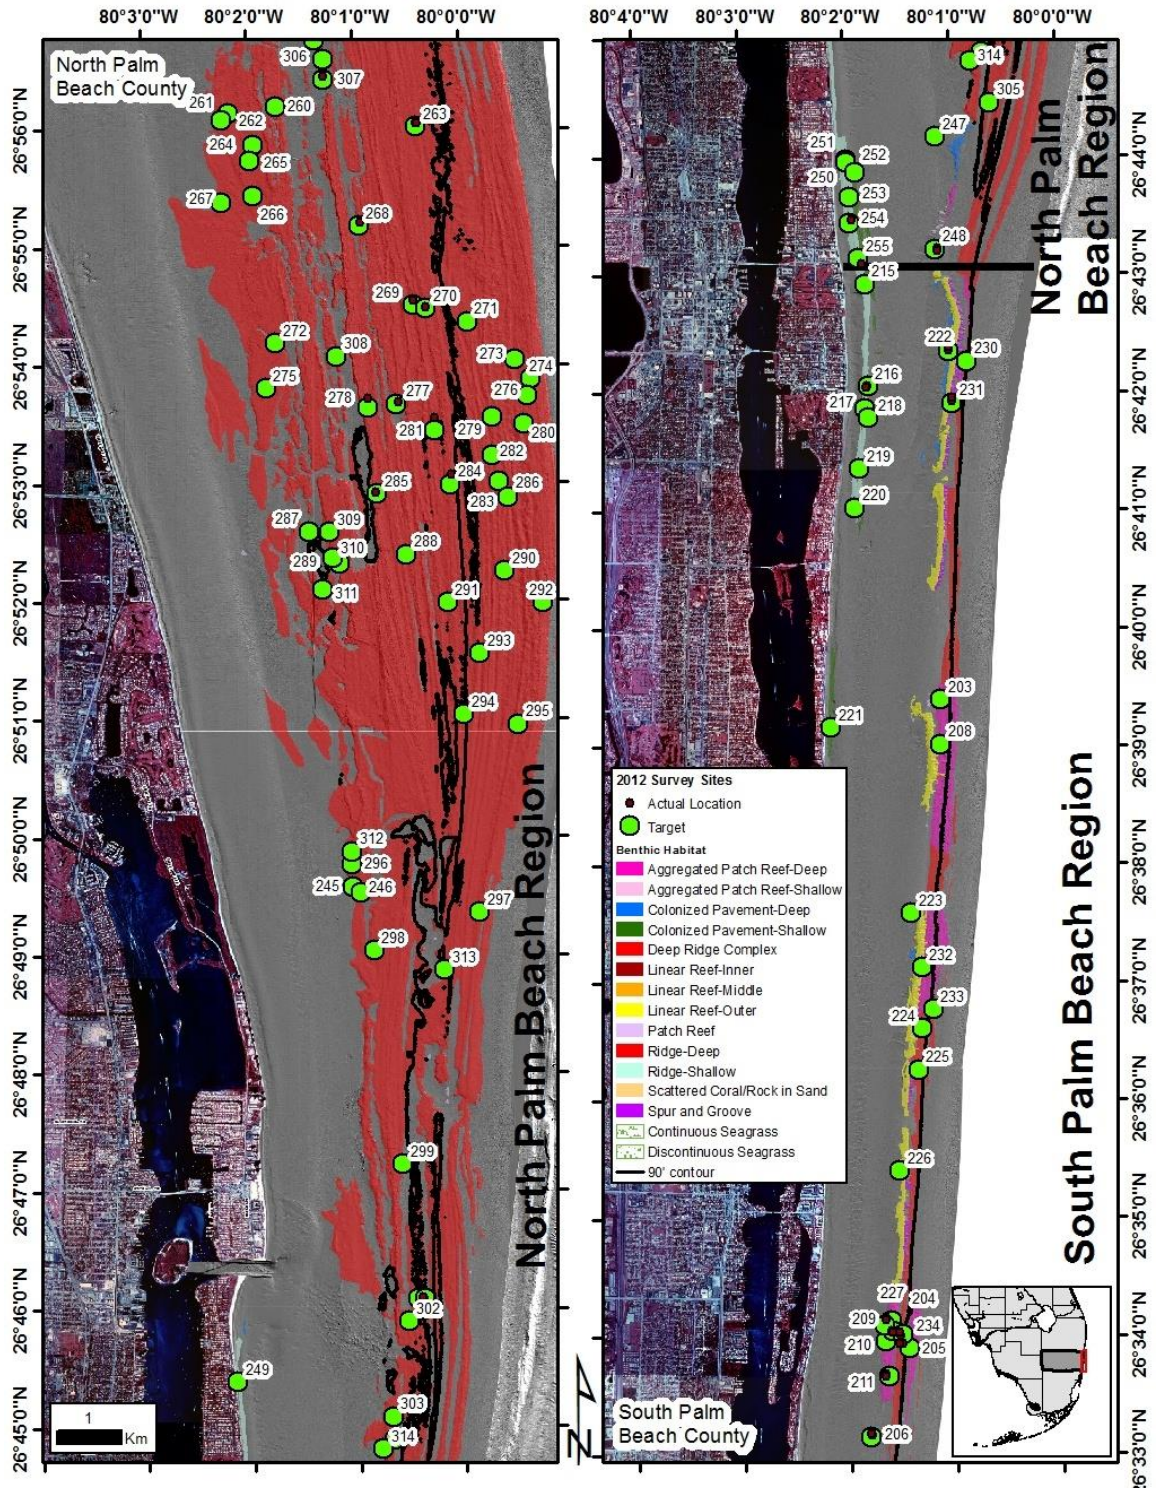 80°3'0"W 80°2'0"W 80°1'0"W 80°0'0"W
80°4'0"W 80°3'0"W 80°2'0"W 80°1'0"W 80°0'0"W
North Palm
Beach County
26°56'0"N
26°55'0"N
26°54'0"N
26°53'0"N
26°52'0"N
26°51'0"N
26°50'0"N
26°49'0"N
26°48'0"N
26°47'0"N
26°46'0"N
26°45'0"N
306
307
261
260
262
263
264
265
267
266
268
269
270
271
272
308
273
274
275
276
277
278
281
279
280
282
284
285
286
283
287
309
310
288
289
290
311
291
292
293
294
295
312
296
245
246
297
298
313
299
302
249
303
314
1
Km
North Palm Beach Region
314
305
247
251
252
250
253
254
248
255
215
North Palm
Beach Region
222
230
216
231
217
218
219
220
203
221
208
223
232
233
224
225
226
227
204
209
234
210
205
211
206
South Palm Beach Region
2012 Survey Sites
Actual Location
Target
Benthic Habitat
Aggregated Patch Reef-Deep
Aggregated Patch Reef-Shallow
Colonized Pavement-Deep
Colonized Pavement-Shallow
Deep Ridge Complex
Linear Reef-Inner
Linear Reef-Middle
Linear Reef-Outer
Patch Reef
Ridge-Deep
Ridge-Shallow
Scattered Coral/Rock in Sand
Spur and Groove
Continuous Seagrass
Discontinuous Seagrass
90' contour
N
South Palm
Beach County
26°44'0"N
26°43'0"N
26°42'0"N
26°41'0"N
26°40'0"N
26°39'0"N
26°38'0"N
26°37'0"N
26°36'0"N
26°35'0"N
26°34'0"N
26°33'0"N